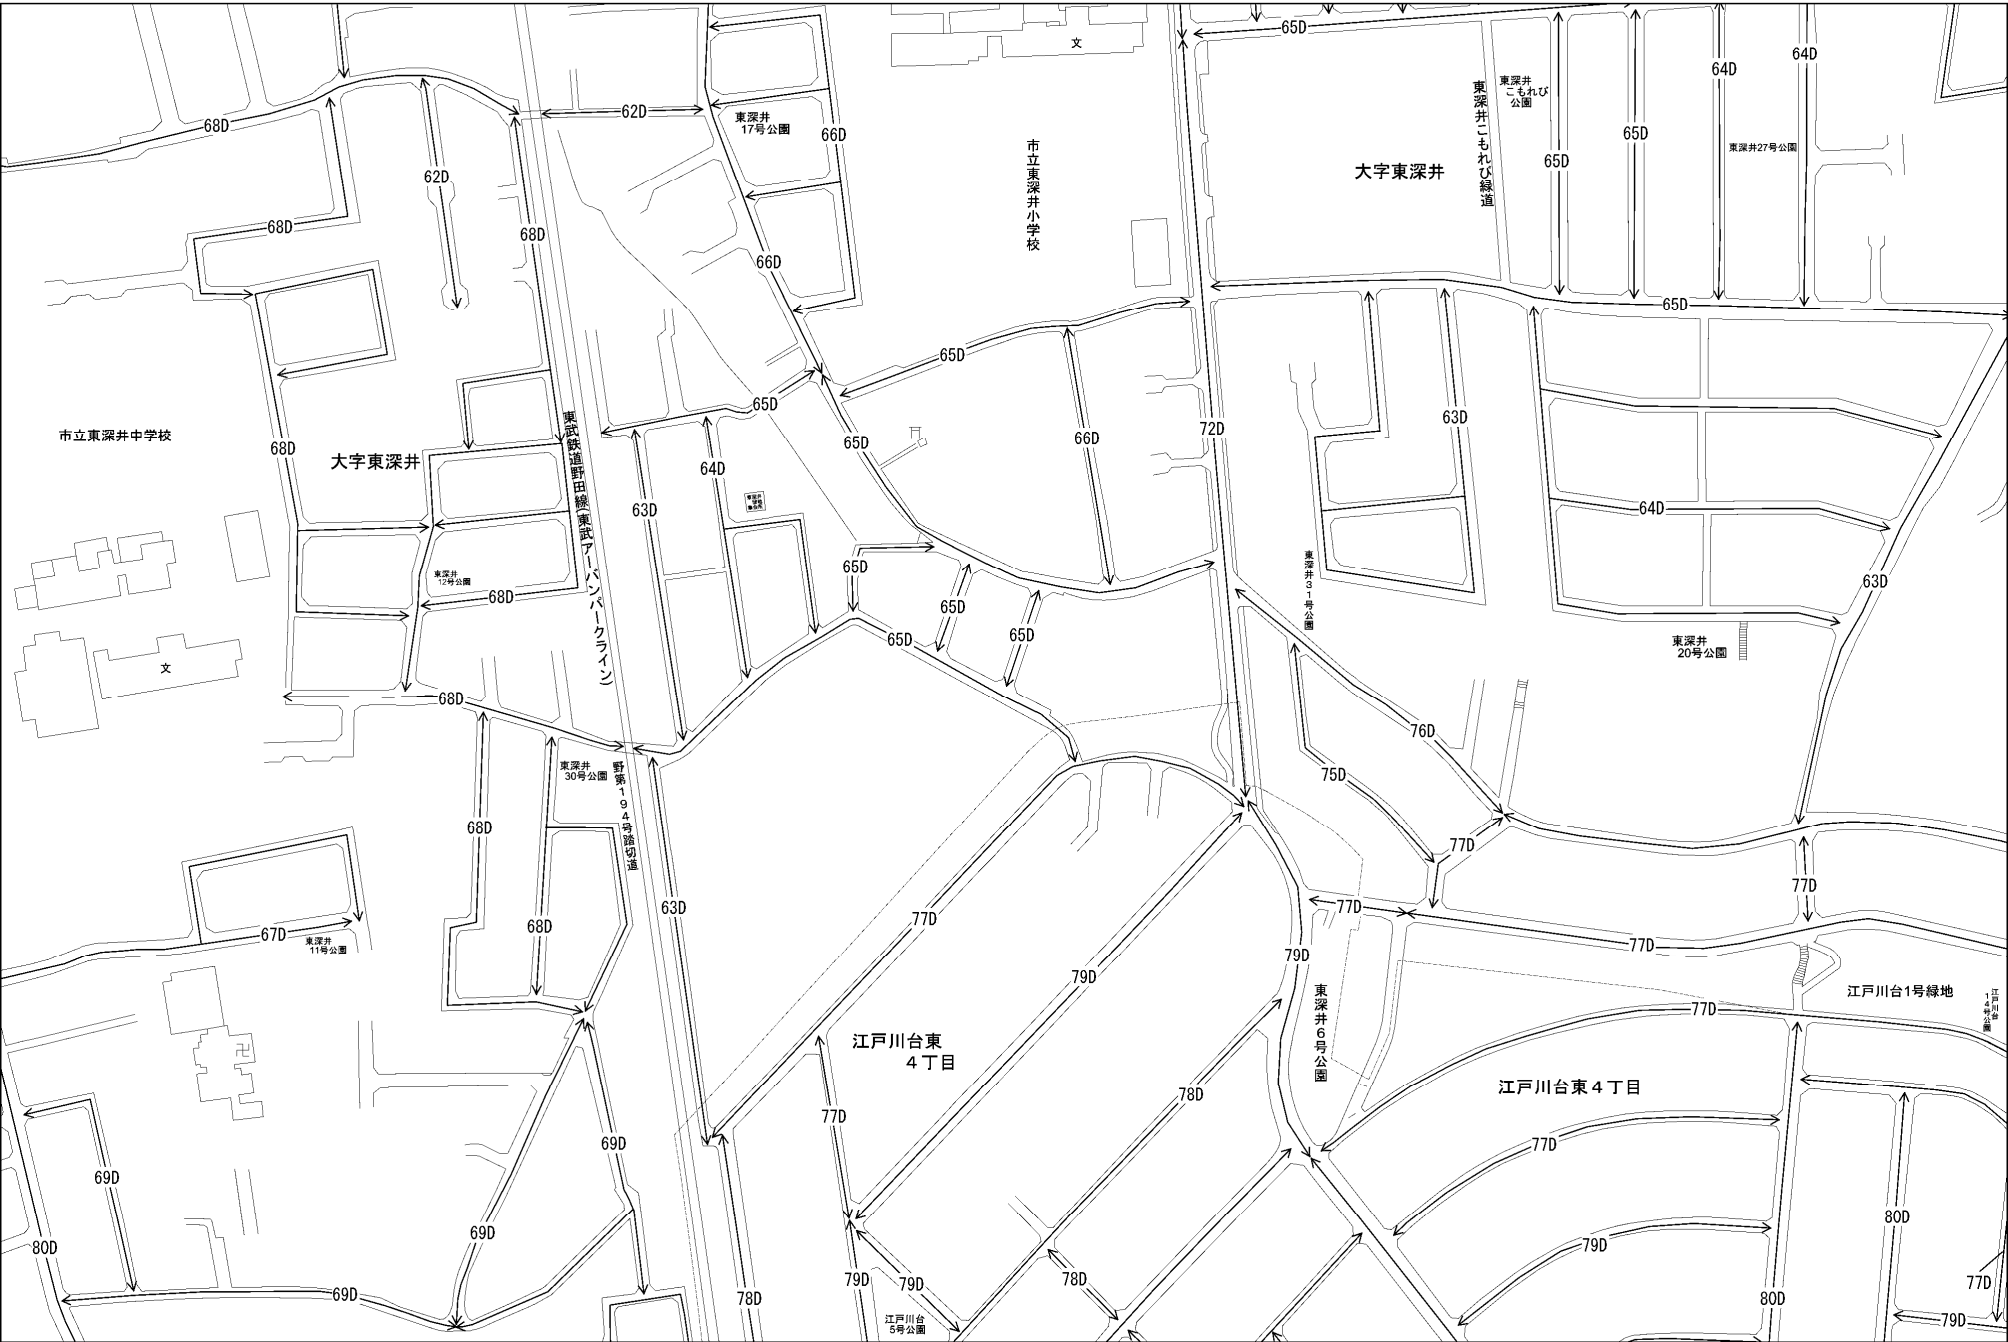 65D
文
64D
64D
東深井
こもれび
公園
68D
62D
東深井
17号公園
66D
東深井こもれび緑道
65D
65D
市立東深井小学校
大字東深井
東深井27号公園
62D
68D
68D
66D
65D
65D
65D
市立東深井中学校
68D
大字東深井
東武鉄道野田線(東武アーバンパークライン)
65D
66D
72D
63D
64D
63D
64D
東深井
12号公園
68D
65D
東深井31号公園
63D
65D
65D
65D
東深井
20号公園
文
68D
76D
75D
東深井
30号公園
野第194号踏切道
68D
77D
77D
67D
東深井
11号公園
68D
63D
77D
77D
77D
79D
79D
東深井6号公園
77D
江戸川台1号緑地
江戸川台
14号公園
卍
江戸川台東
4丁目
78D
江戸川台東4丁目
77D
69D
77D
69D
69D
80D
80D
79D
77D
69D
78D
79D
79D
78D
80D
79D
江戸川台
5号公園